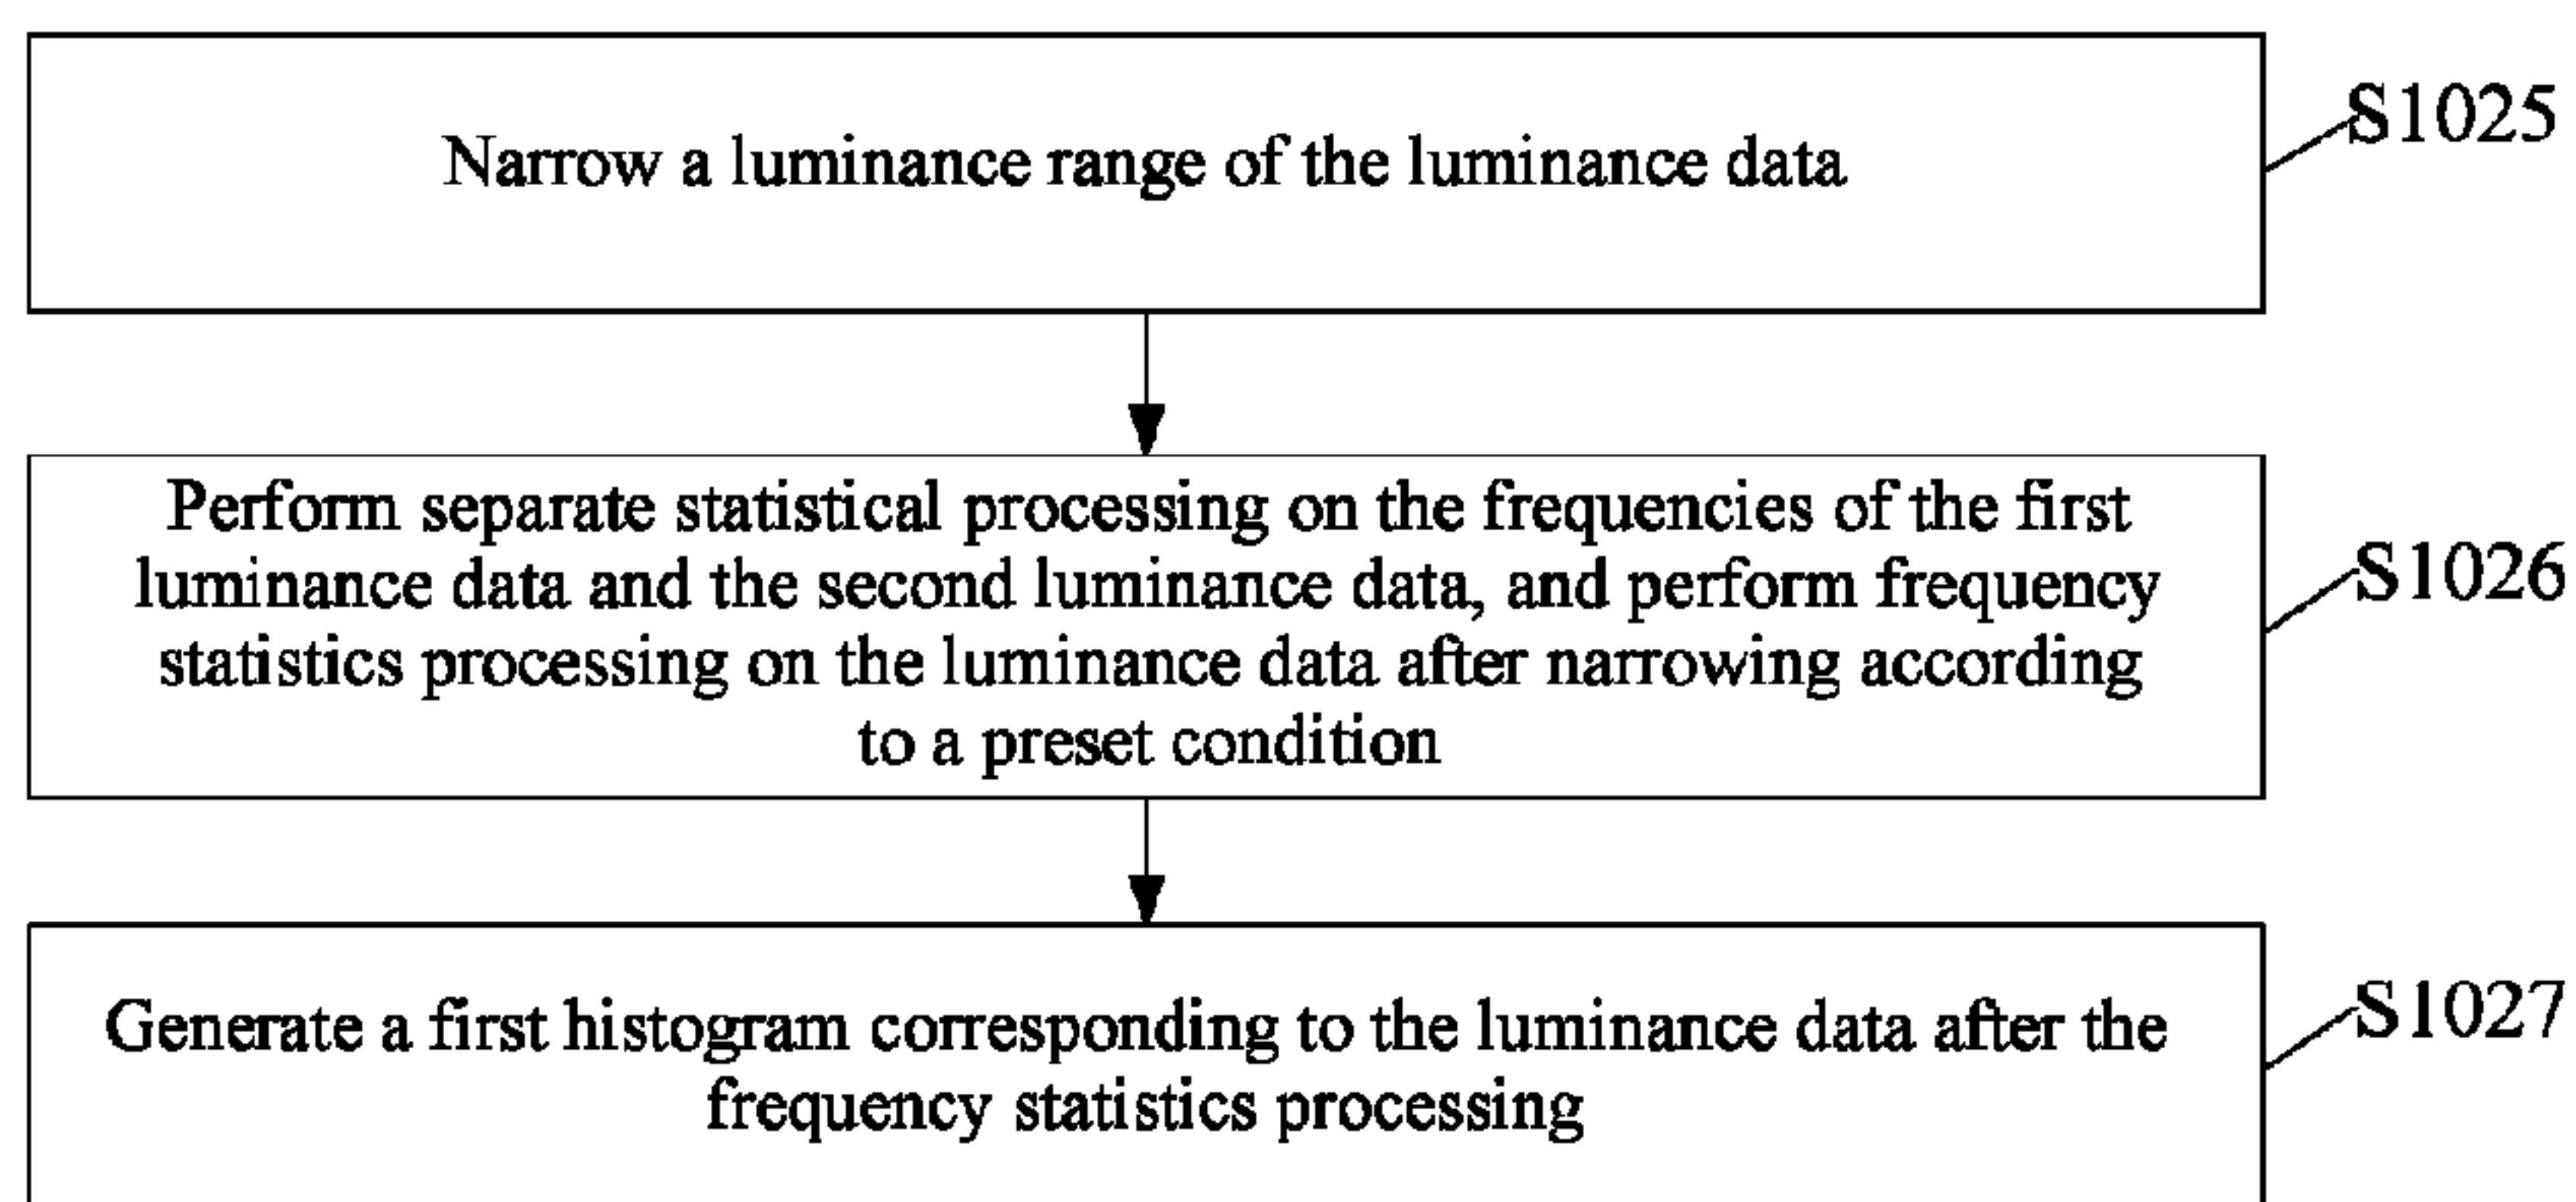 Narrow a luminance range of the luminance data
S1025
Perform separate statistical processing on the frequencies of the first
luminance data and the second luminance data, and perform frequency
statistics processing on the luminance data after narrowing according
to a preset condition
S1026
Generate a first histogram corresponding to the luminance data after the
frequency statistics processing
S1027